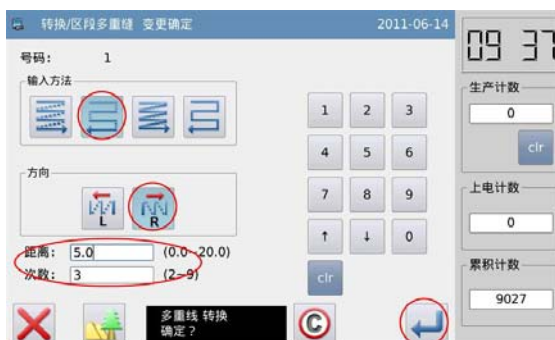 转换/区段多重缝 变更确定 2011-06-14
号码: 1
输入方法
方向
L
R
距离: 5.0 (0.0~20.0)
次数: 3 (2~9)
1 2 3
4 5 6
7 8 9
↑ ↓ 0
clr
多重线 转换
确定？
C
09 37
生产计数
0
clr
上电计数
0
累积计数
9027